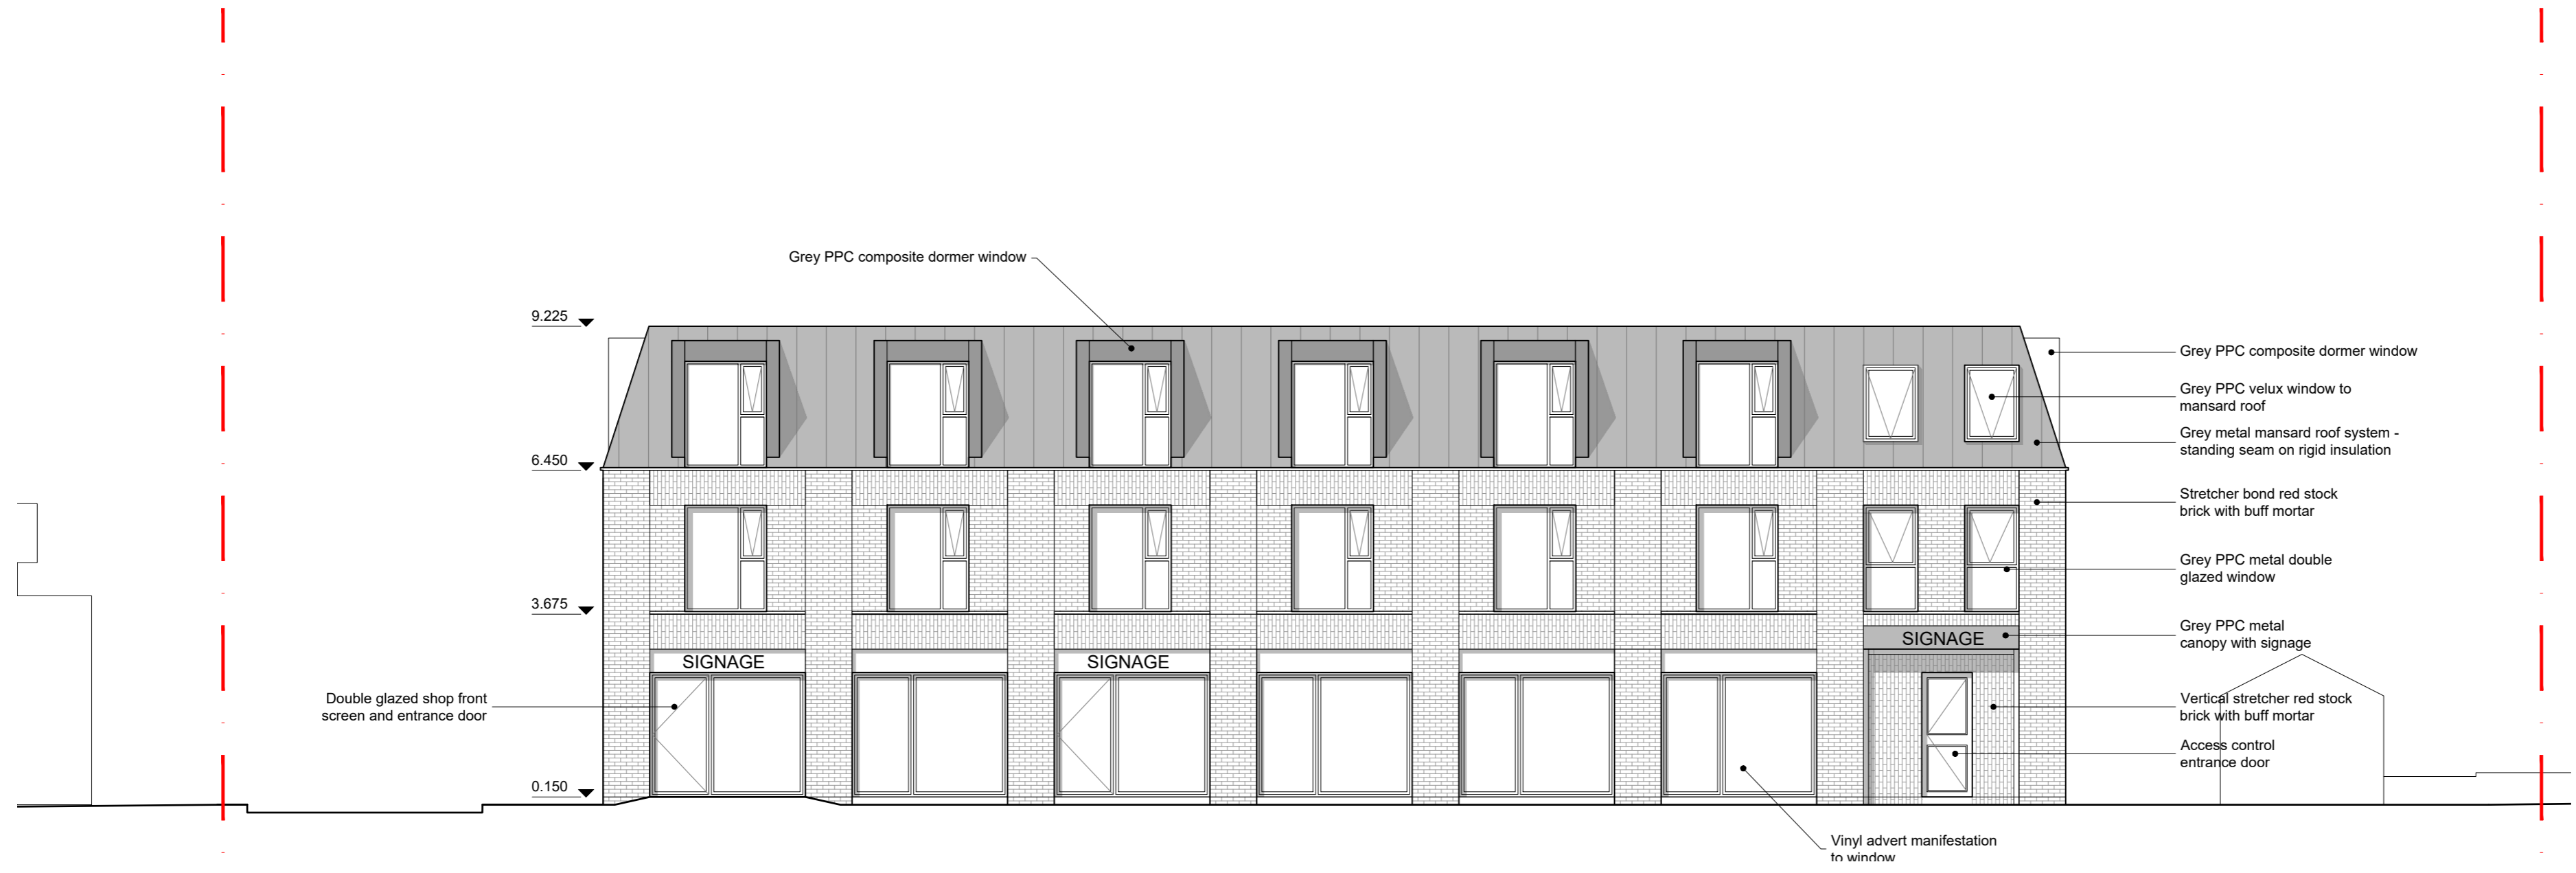 Grey PPC composite dormer window
9.225
Grey PPC composite dormer window
Grey PPC velux window to
mansard roof
Grey metal mansard roof system -
standing seam on rigid insulation
6.450
Stretcher bond red stock
brick with buff mortar
Grey PPC metal double
glazed window
3.675
Grey PPC metal
canopy with signage
SIGNAGE
SIGNAGE
SIGNAGE
Double glazed shop front
screen and entrance door
Vertical stretcher red stock
brick with buff mortar
Access control
entrance door
0.150
Vinyl advert manifestation
to window